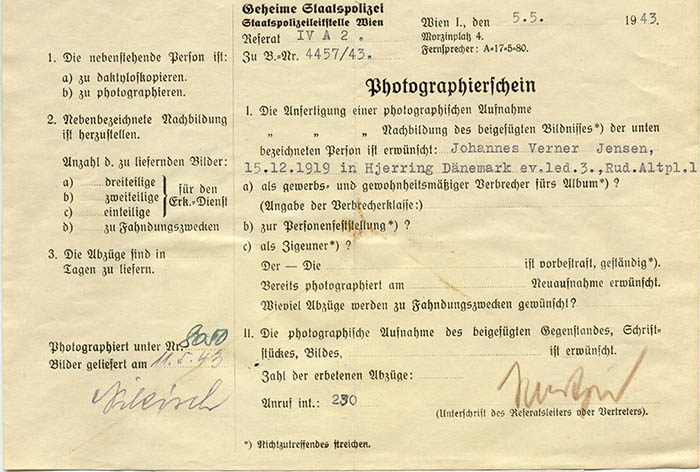 Geheime Staatspolizei
Staatspolizeileitstelle Wien
Referat IV A 2 .
Zu B.-Nr. 4457/43.
Wien I., den 5.5. 1943.
Morzinplatz 4.
Fernsprecher: A=17=5=80.
1. Die nebenstehende Person ist:
a) zu daktyloskopieren.
b) zu photographieren.
2. Nebenbezeichnete Nachbildung
ist herzustellen.
Anzahl d. zu liefernden Bilder:
a) dreiteilige
b) zweiteilige
c) einteilige
für den
Erk.=Dienst
d) zu Fahndungszwecken
3. Die Abzüge sind in
Tagen zu liefern.
Photographiert unter Nr.
Bilder geliefert am 11.5.43
Photographierschein
I. Die Anfertigung einer photographischen Aufnahme
„ „ „ Nachbildung des beigefügten Bildnisses*) der unten
bezeichneten Person ist erwünscht: Johannes Verner Jensen,
15.12.1919 in Hjerring Dänemark ev.led.3.,Rud.Altpl.1
a) als gewerbs= und gewohnheitsmäßiger Verbrecher fürs Album*) ?
(Angabe der Verbrecherklasse:)
b) zur Personenfeststellung*) ?
c) als Zigeuner*) ?
Der — Die ist vorbestraft, geständig*).
Bereits photographiert am Neuaufnahme erwünscht.
Wieviel Abzüge werden zu Fahndungszwecken gewünscht?
II. Die photographische Aufnahme des beigefügten Gegenstandes, Schrift=
stückes, Bildes, ist erwünscht.
Zahl der erbetenen Abzüge:
Anruf int.: 230
(Unterschrift des Referatsleiters oder Vertreters).
*) Nichtzutreffendes streichen.